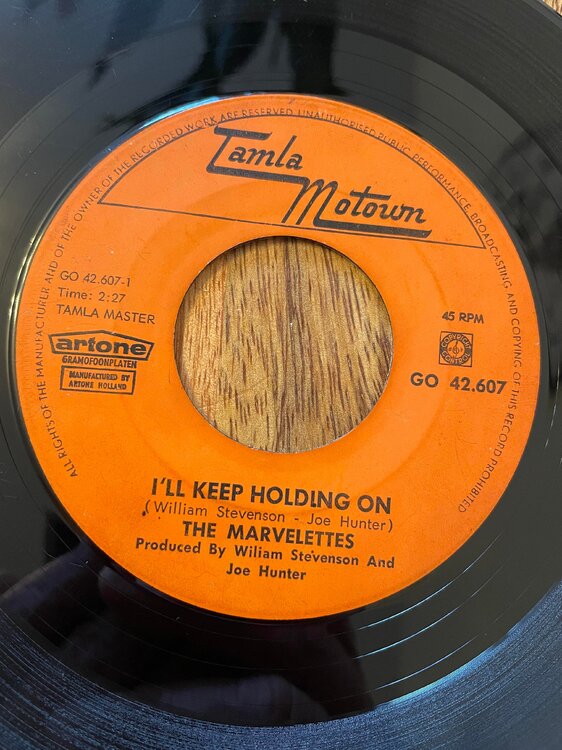 ALL RIGHTS OF THE MANUFACTURER AND OF THE OWNER OF THE RECORDED WORK ARE RESERVED. UNAUTHORISED PUBLIC PERFORMANCE, BROADCASTING AND COPYING OF THIS RECORD PROHIBITED
Tamla
Motown
GO 42.607-1
Time: 2:27
TAMLA MASTER
artone
GRAMOFOONPLATEN
MANUFACTURED BY
ARTONE HOLLAND
45 RPM
GO 42.607
I'LL KEEP HOLDING ON
(William Stevenson - Joe Hunter)
THE MARVELETTES
Produced By Wiliam Stevenson And
Joe Hunter